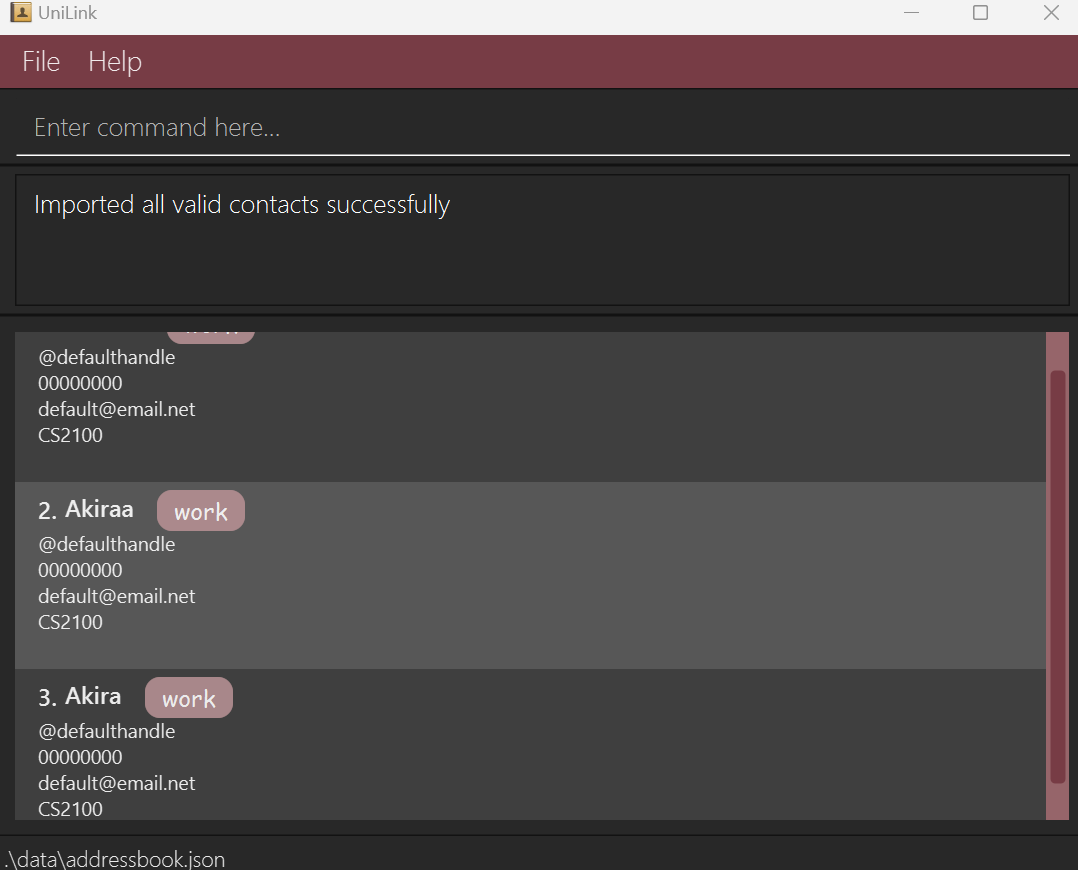 UniLink
File Help
Enter command here...
Imported all valid contacts successfully
@defaulthandle
00000000
default@email.net
CS2100
2. Akiraa work
@defaulthandle
00000000
default@email.net
CS2100
3. Akira work
@defaulthandle
00000000
default@email.net
CS2100
.\data\addressbook.json